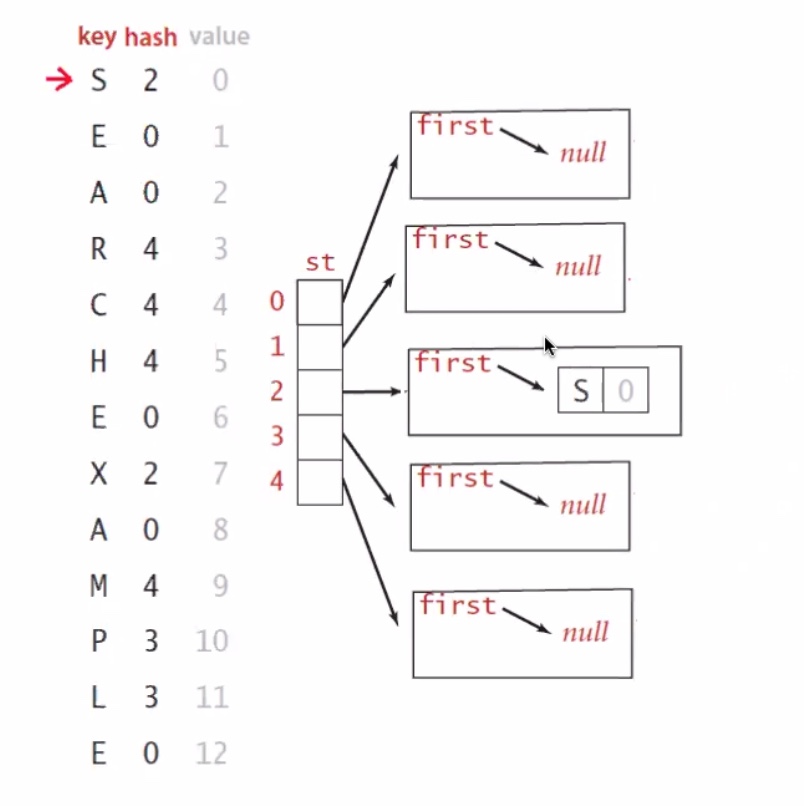 key hash value
S 2 0
E 0 1
A 0 2
R 4 3
C 4 4
H 4 5
E 0 6
X 2 7
A 0 8
M 4 9
P 3 10
L 3 11
E 0 12
st
0
1
2
3
4
first
null
first
null
first
S 0
first
null
first
null